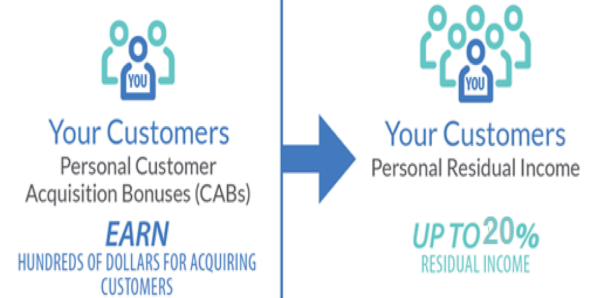 YOU
Your Customers
Personal Customer
Acquisition Bonuses (CABs)
EARN
HUNDREDS OF DOLLARS FOR ACQUIRING
CUSTOMERS
YOU
Your Customers
Personal Residual Income
UP TO 20%
RESIDUAL INCOME